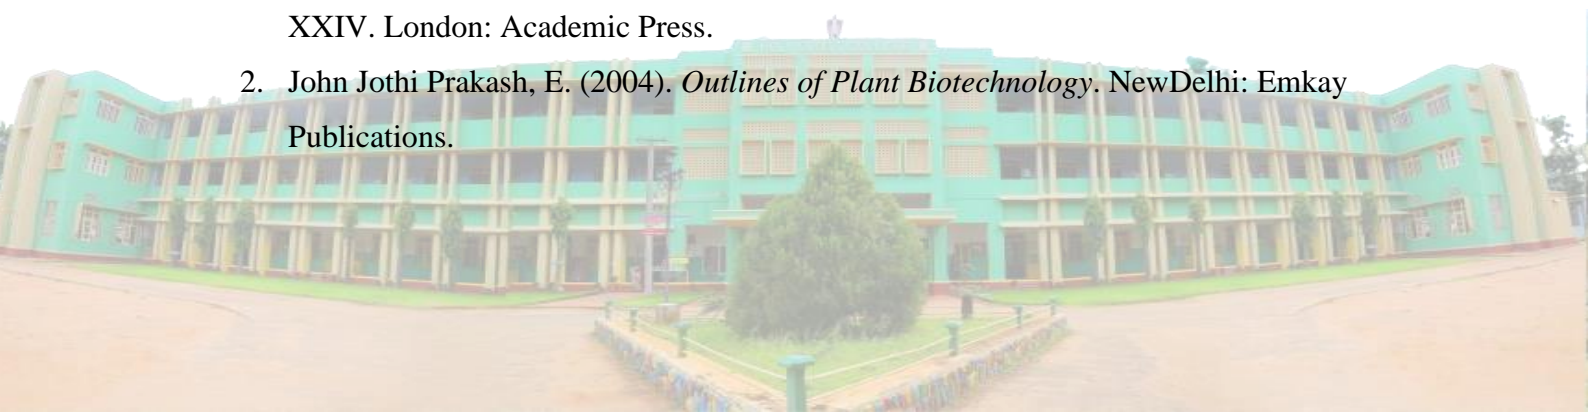 XXIV. London: Academic Press.
2. John Jothi Prakash, E. (2004). Outlines of Plant Biotechnology. NewDelhi: Emkay
Publications.